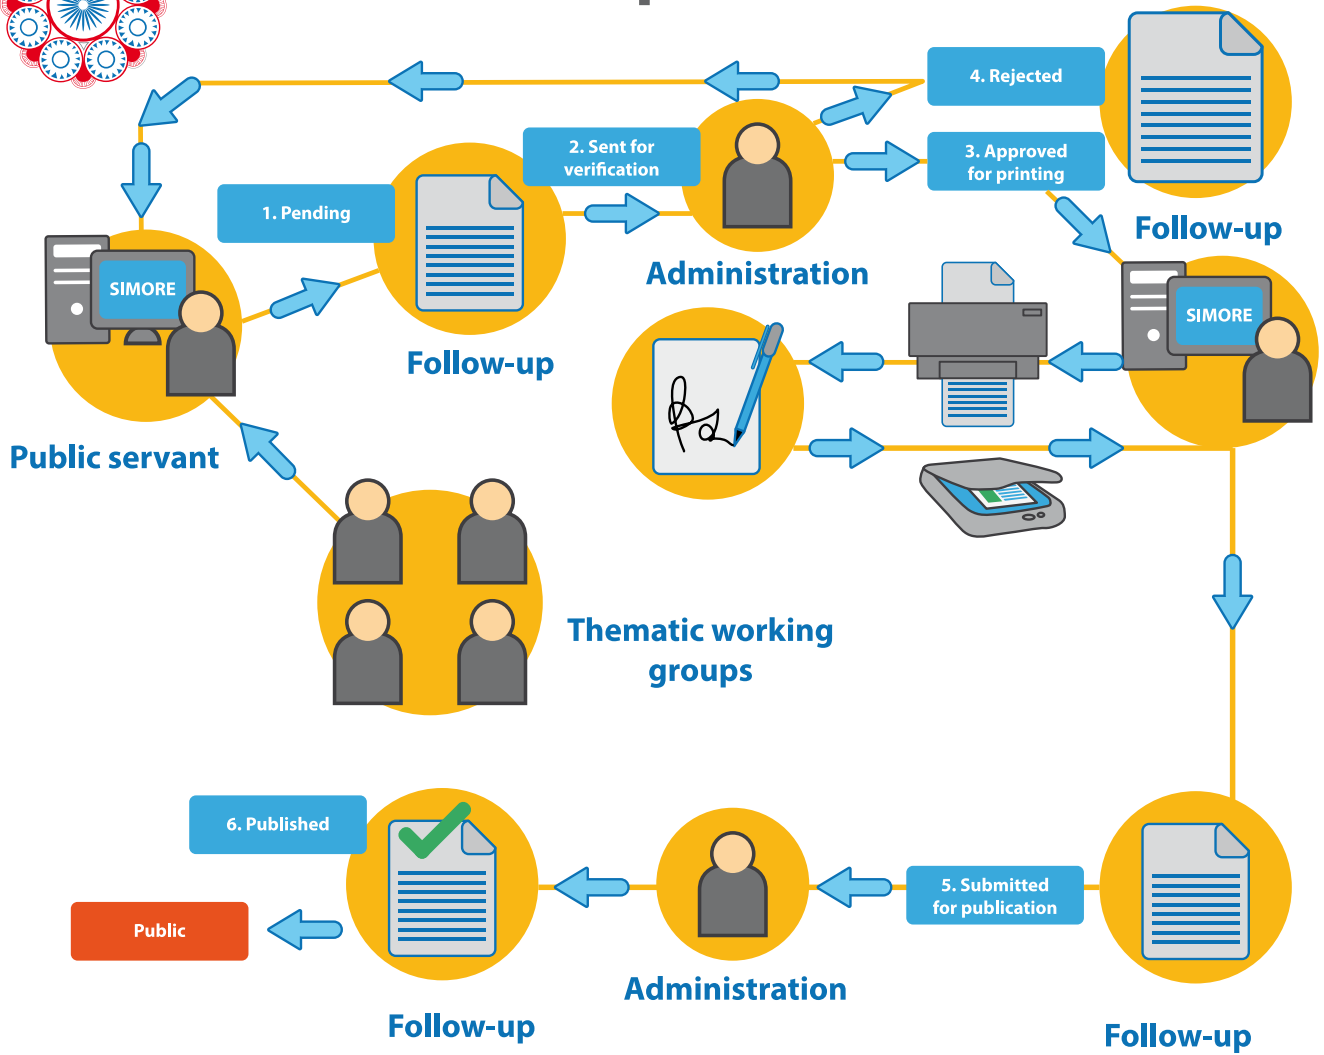 4. Rejected
2. Sent for
verification
3. Approved
for printing
1. Pending
Follow-up
Administration
SIMORE
SIMORE
Follow-up
Public servant
Thematic working
groups
6. Published
5. Submitted
for publication
Public
Administration
Follow-up
Follow-up